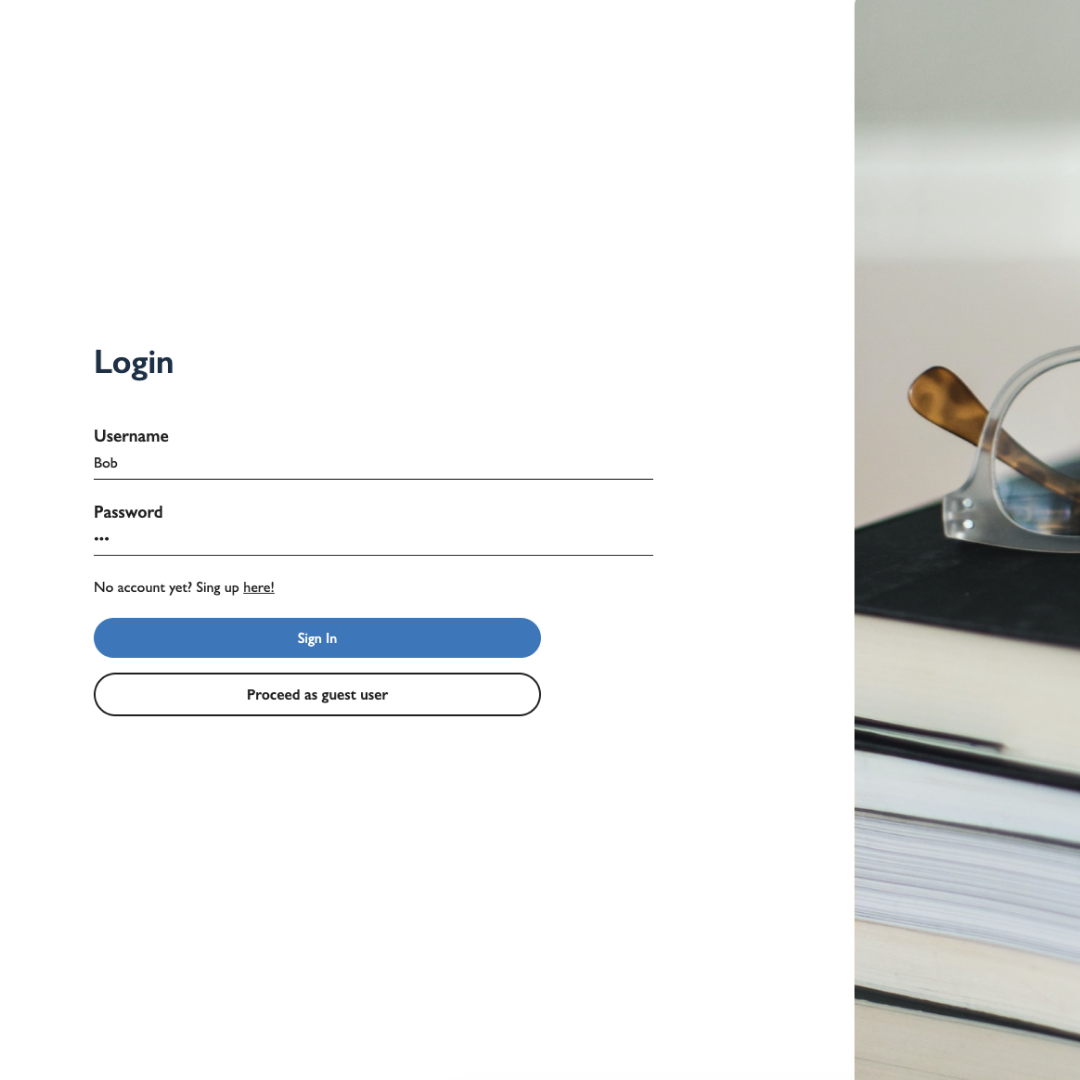 Login
Username
Bob
Password
•••
No account yet? Sing up here!
Sign In
Proceed as guest user